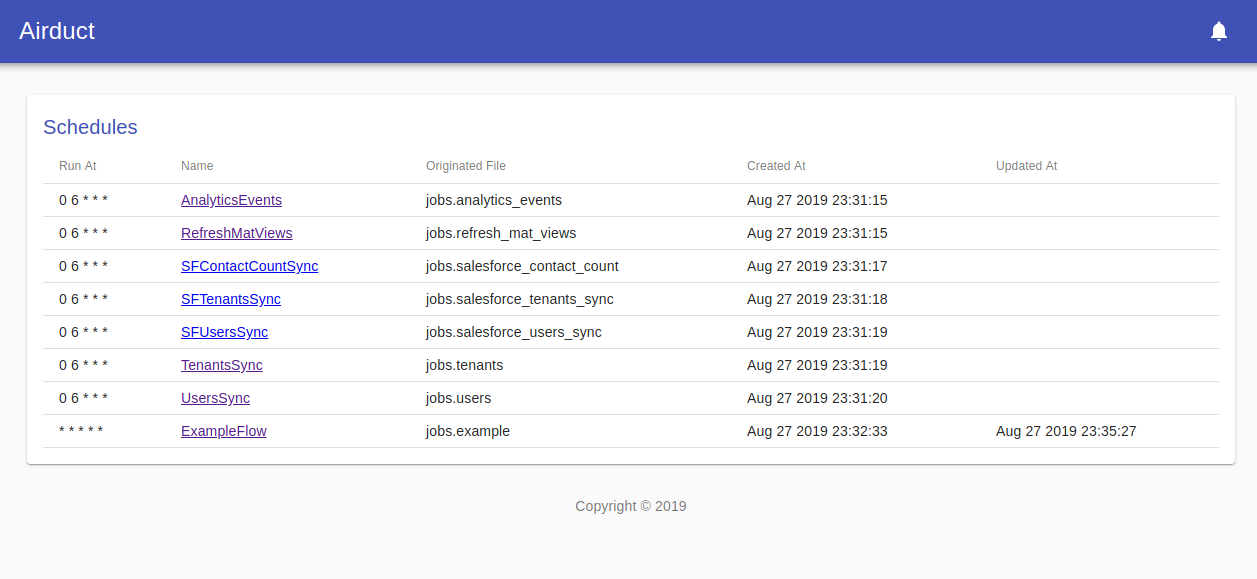 Airduct
Schedules
Run At Name Originated File Created At Updated At
0 6 * * * AnalyticsEvents jobs.analytics_events Aug 27 2019 23:31:15
0 6 * * * RefreshMatViews jobs.refresh_mat_views Aug 27 2019 23:31:15
0 6 * * * SFContactCountSync jobs.salesforce_contact_count Aug 27 2019 23:31:17
0 6 * * * SFTenantsSync jobs.salesforce_tenants_sync Aug 27 2019 23:31:18
0 6 * * * SFUsersSync jobs.salesforce_users_sync Aug 27 2019 23:31:19
0 6 * * * TenantsSync jobs.tenants Aug 27 2019 23:31:19
0 6 * * * UsersSync jobs.users Aug 27 2019 23:31:20
* * * * * ExampleFlow jobs.example Aug 27 2019 23:32:33 Aug 27 2019 23:35:27
Copyright © 2019